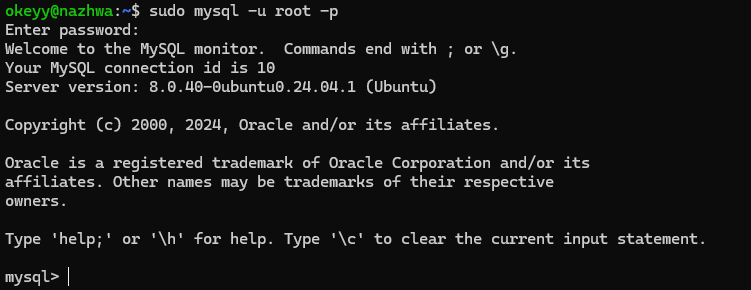 okeyy@nazhwa:~$ sudo mysql -u root -p
Enter password:
Welcome to the MySQL monitor.  Commands end with ; or \g.
Your MySQL connection id is 10
Server version: 8.0.40-0ubuntu0.24.04.1 (Ubuntu)

Copyright (c) 2000, 2024, Oracle and/or its affiliates.

Oracle is a registered trademark of Oracle Corporation and/or its
affiliates. Other names may be trademarks of their respective
owners.

Type 'help;' or '\h' for help. Type '\c' to clear the current input statement.

mysql>